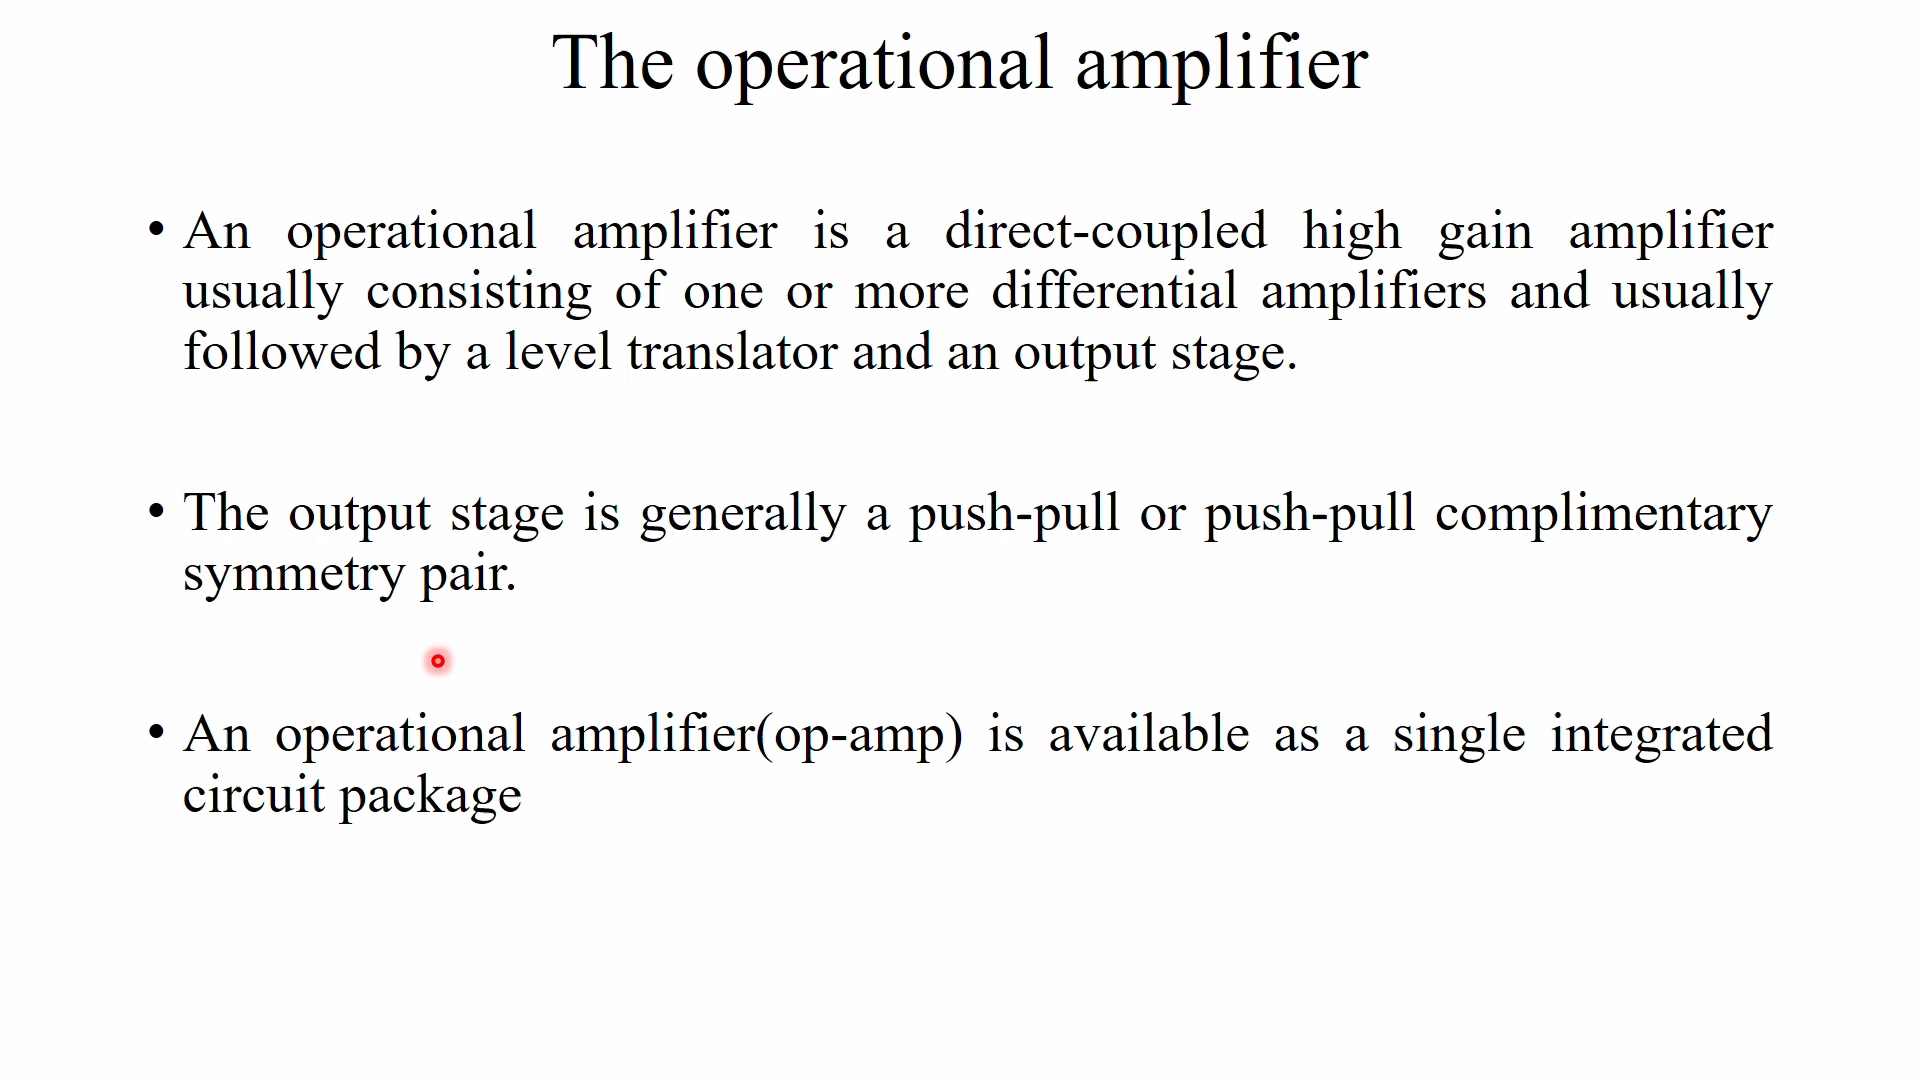 The operational amplifier
• An operational amplifier is a direct-coupled high gain amplifier
usually consisting of one or more differential amplifiers and usually
followed by a level translator and an output stage.
• The output stage is generally a push-pull or push-pull complimentary
symmetry pair.
• An operational amplifier(op-amp) is available as a single integrated
circuit package